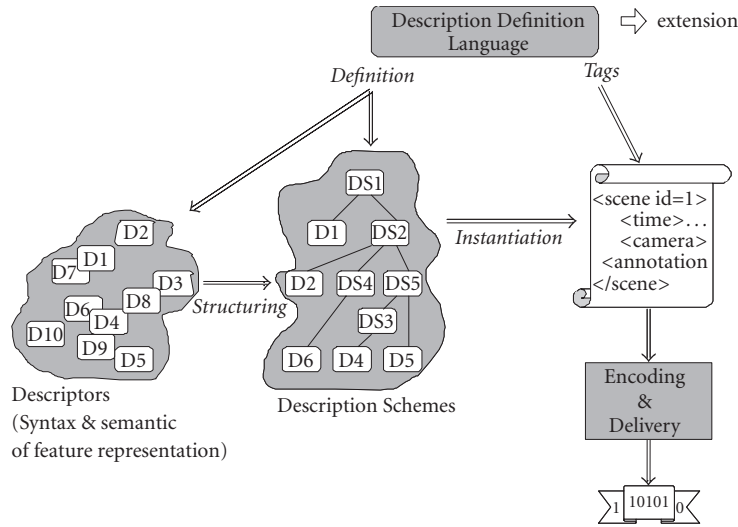 Description Definition
Language
extension
Definition
Tags
DS1
D1
DS2
D2
DS4
DS5
DS3
D6
D4
D5
Description Schemes
D2
D1
D7
D3
D8
D6
D4
D10
D9
D5
Descriptors
(Syntax & semantic
of feature representation)
Structuring
Instantiation
<scene id=1>
<time>...
<camera>
<annotation
</scene>
Encoding
&
Delivery
1 10101 0